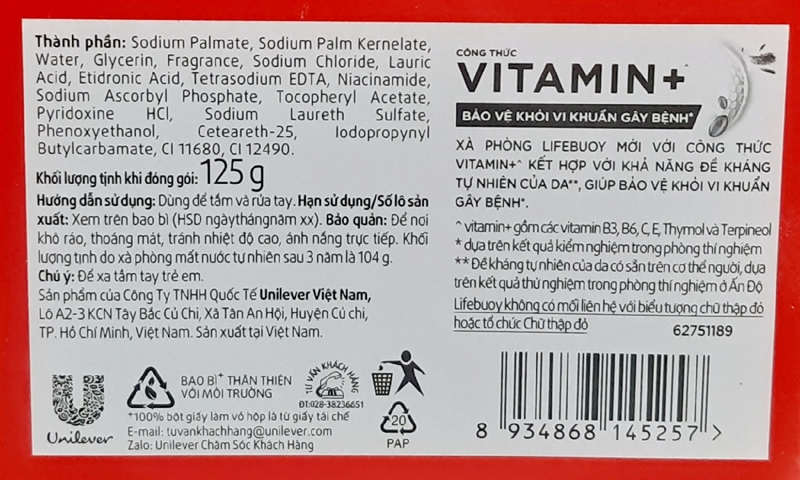 Thành phần: Sodium Palmate, Sodium Palm Kernelate,
Water, Glycerin, Fragrance, Sodium Chloride, Lauric
Acid, Etidronic Acid, Tetrasodium EDTA, Niacinamide,
Sodium Ascorbyl Phosphate, Tocopheryl Acetate,
Pyridoxine HCl, Sodium Laureth Sulfate,
Phenoxyethanol, Ceteareth-25, Iodopropynyl
Butylcarbamate, CI 11680, CI 12490.
Khối lượng tịnh khi đóng gói: 125 g
Hướng dẫn sử dụng: Dùng để tắm và rửa tay. Hạn sử dụng/Số lô sản
xuất: Xem trên bao bì (HSD ngàythángnăm xx). Bảo quản: Để nơi
khô ráo, thoáng mát, tránh nhiệt độ cao, ánh nắng trực tiếp. Khối
lượng tịnh do xà phòng mất nước tự nhiên sau 3 năm là 104 g.
Chú ý: Để xa tầm tay trẻ em.
Sản phẩm của Công Ty TNHH Quốc Tế Unilever Việt Nam,
Lô A2-3 KCN Tây Bắc Củ Chi, Xã Tân An Hội, Huyện Củ chi,
TP. Hồ Chí Minh, Việt Nam. Sản xuất tại Việt Nam.
Unilever
BAO BÌ⁺ THÂN THIỆN
VỚI MÔI TRƯỜNG
TƯ VẤN KHÁCH HÀNG
ĐT:028-38236651
⁺100% bột giấy làm vỏ hộp là từ giấy tái chế
E-mail: tuvankhachhang@unilever.com
Zalo: Unilever Chăm Sóc Khách Hàng
20
PAP
CÔNG THỨC
VITAMIN+
BẢO VỆ KHỎI VI KHUẨN GÂY BỆNH*
XÀ PHÒNG LIFEBUOY MỚI VỚI CÔNG THỨC
VITAMIN+^ KẾT HỢP VỚI KHẢ NĂNG ĐỀ KHÁNG
TỰ NHIÊN CỦA DA**, GIÚP BẢO VỆ KHỎI VI KHUẨN
GÂY BỆNH*.
^ vitamin+ gồm các vitamin B3, B6, C, E, Thymol và Terpineol
* dựa trên kết quả kiểm nghiệm trong phòng thí nghiệm
** Đề kháng tự nhiên của da có sẵn trên cơ thể người, dựa
trên kết quả thử nghiệm trong phòng thí nghiệm ở Ấn Độ
Lifebuoy không có mối liên hệ với biểu tượng chữ thập đỏ
hoặc tổ chức Chữ thập đỏ
62751189
8 934868 145257 >